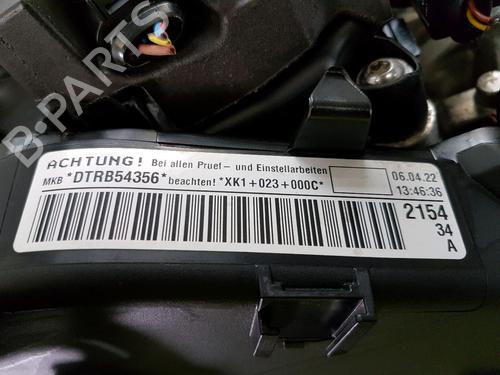 B-PARTS
ACHTUNG! Bei allen Pruef- und Einstellarbeiten
MKB *DTRB54356* beachten! *XK1+023+000C*
06.04.22
13:46:36
2154
34
A